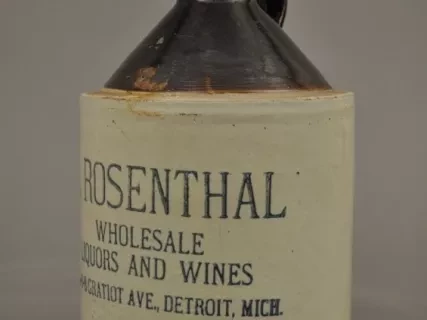 ROSENTHAL
WHOLESALE
LIQUORS AND WINES
GRATIOT AVE., DETROIT, MICH.